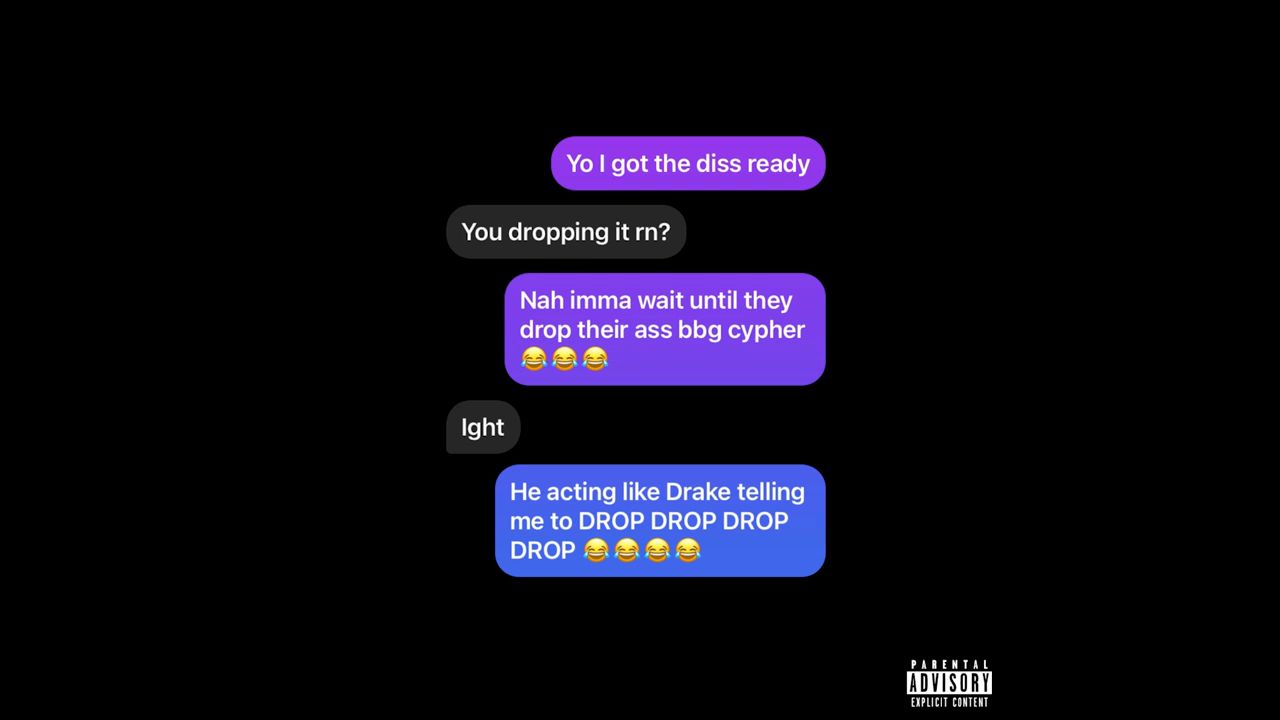 Yo I got the diss ready
You dropping it rn?
Nah imma wait until they
drop their ass bbg cypher
😂😂😂
Ight
He acting like Drake telling
me to DROP DROP DROP
DROP 😂😂😂😂
PARENTAL
ADVISORY
EXPLICIT CONTENT